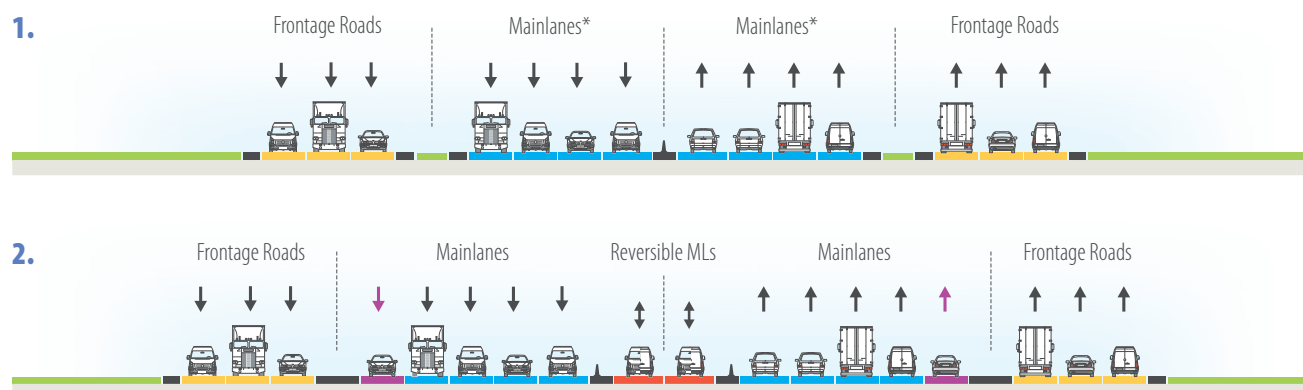 1.
Frontage Roads
Mainlanes*
Mainlanes*
Frontage Roads
2.
Frontage Roads
Mainlanes
Reversible MLs
Mainlanes
Frontage Roads